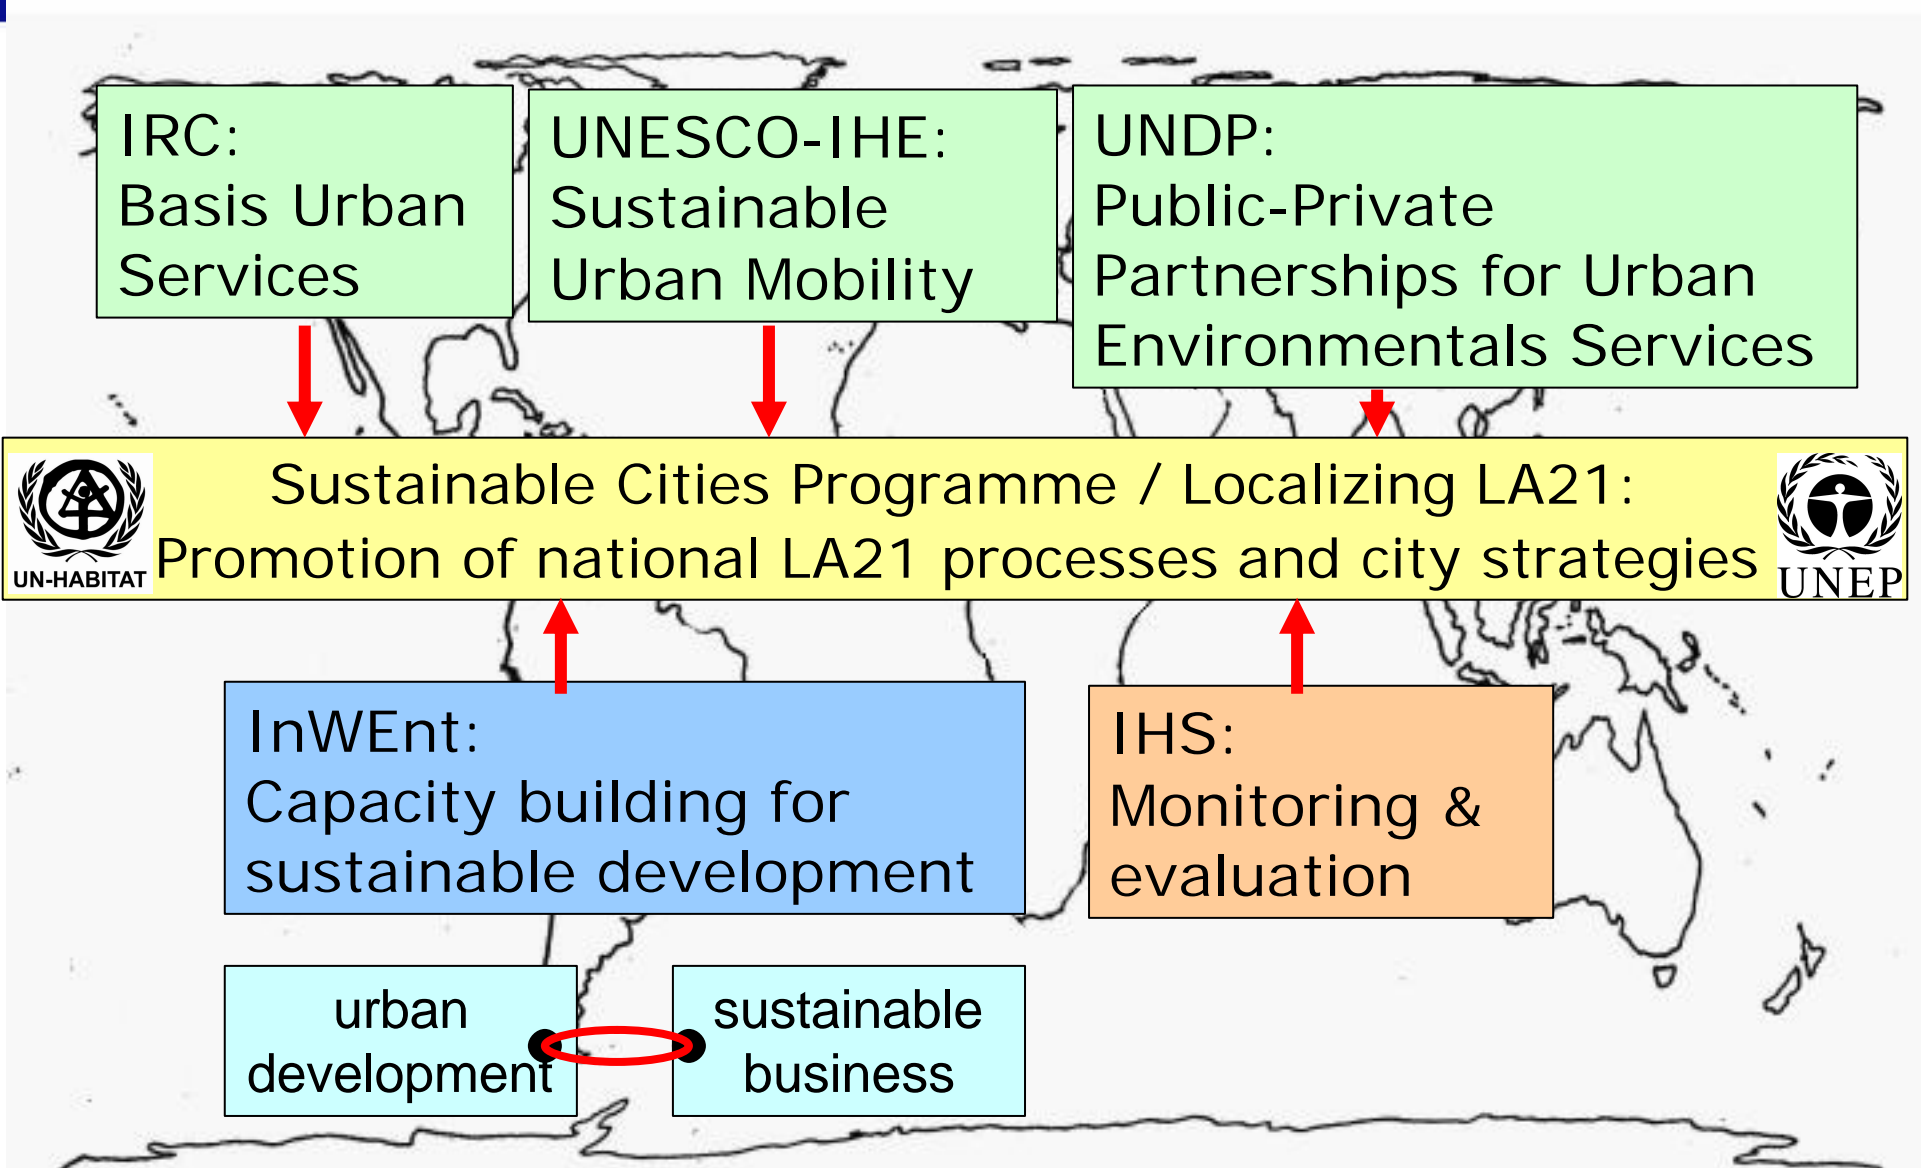 IRC:
Basis Urban
Services
UNESCO-IHE:
Sustainable
Urban Mobility
UNDP:
Public-Private
Partnerships for Urban
Environmentals Services
Sustainable Cities Programme / Localizing LA21:
Promotion of national LA21 processes and city strategies
UN-HABITAT
UNEP
InWEnt:
Capacity building for
sustainable development
IHS:
Monitoring &
evaluation
urban
development
sustainable
business